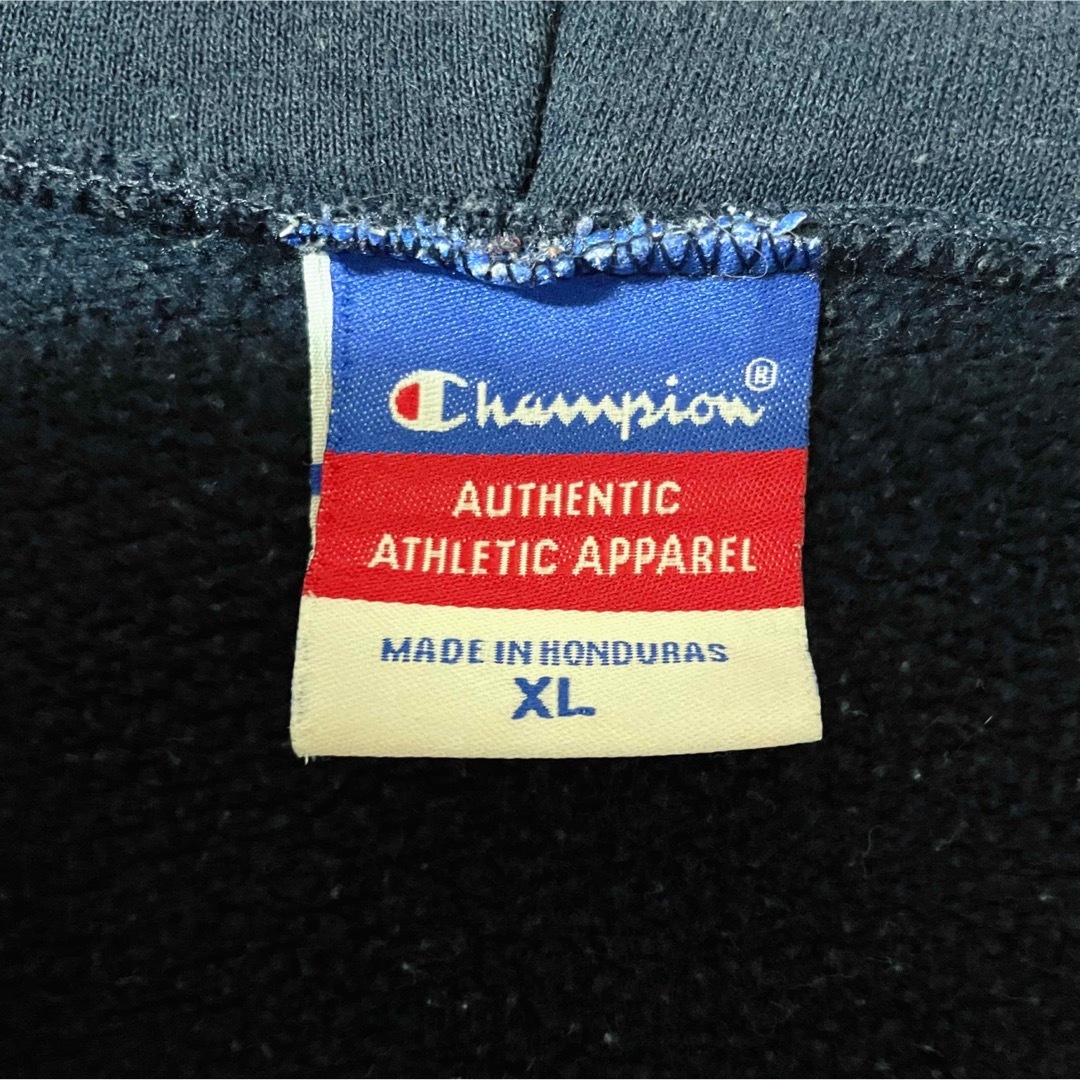 Champion®
AUTHENTIC
ATHLETIC APPAREL
MADE IN HONDURAS
XL